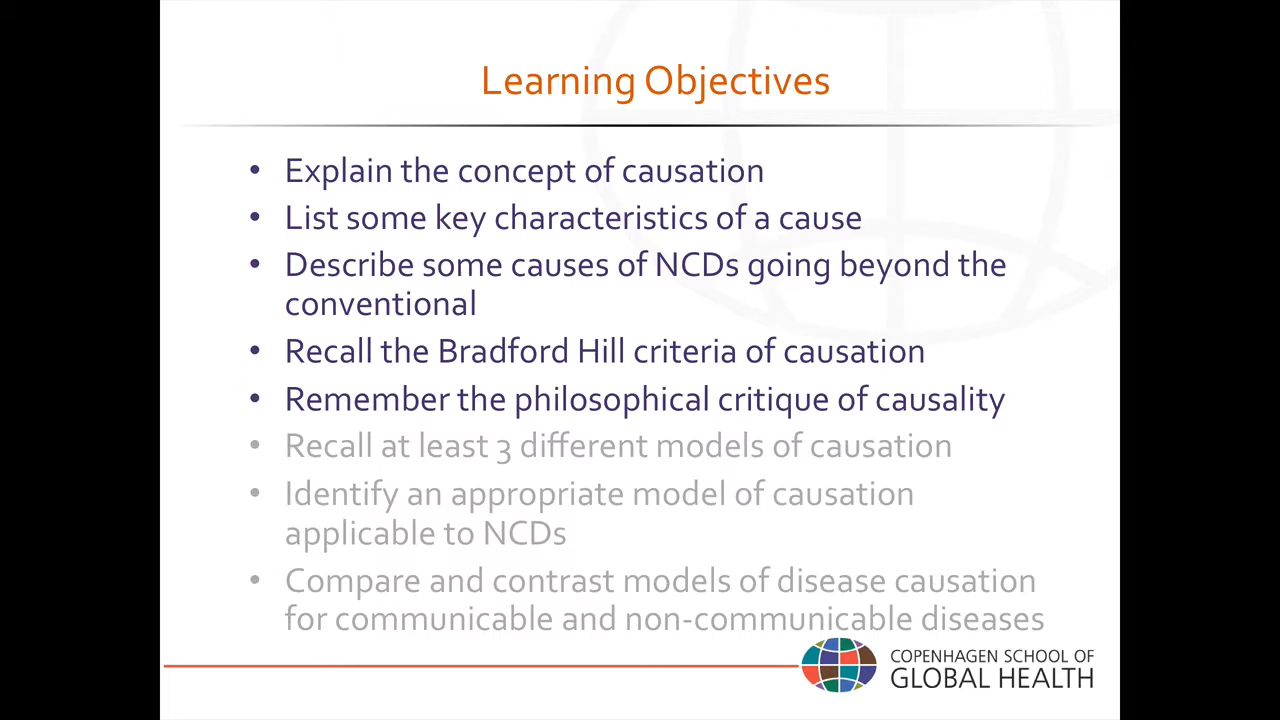 Learning Objectives
• Explain the concept of causation
• List some key characteristics of a cause
• Describe some causes of NCDs going beyond the
conventional
• Recall the Bradford Hill criteria of causation
• Remember the philosophical critique of causality
• Recall at least 3 different models of causation
• Identify an appropriate model of causation
applicable to NCDs
• Compare and contrast models of disease causation
for communicable and non-communicable diseases
COPENHAGEN SCHOOL OF
GLOBAL HEALTH